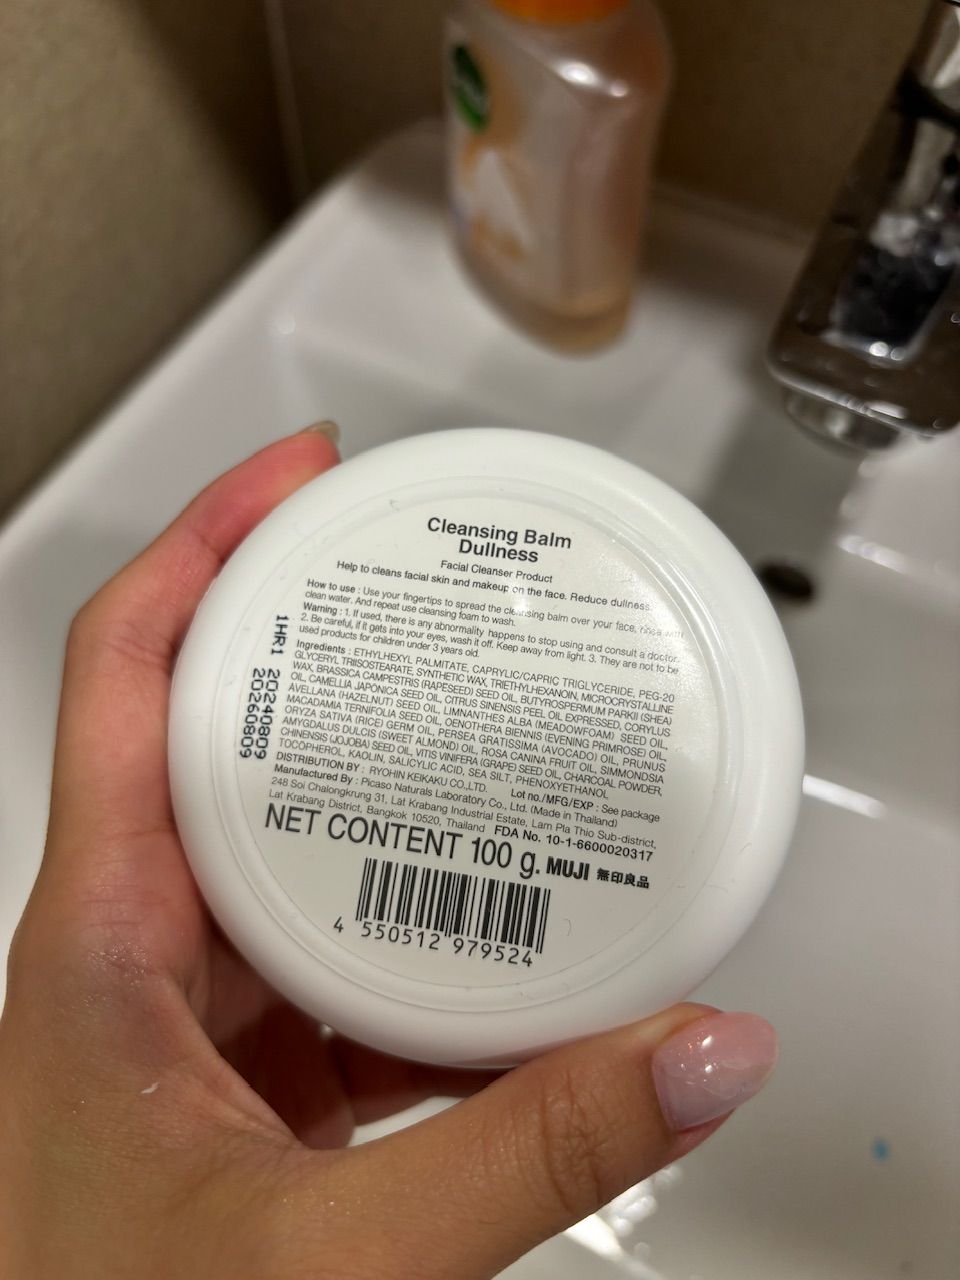 Cleansing Balm
Dullness
Facial Cleanser Product
Help to cleans facial skin and makeup on the face. Reduce dullness.
How to use : Use your fingertips to spread the cleansing balm over your face, rinse with
clean water. And repeat use cleansing foam to wash.
Warning : 1. If used, there is any abnormality happens to stop using and consult a doctor.
2. Be careful, if it gets into your eyes, wash it off. Keep away from light. 3. They are not to be
used products for children under 3 years old.
Ingredients : ETHYLHEXYL PALMITATE, CAPRYLIC/CAPRIC TRIGLYCERIDE, PEG-20
GLYCERYL TRIISOSTEARATE, SYNTHETIC WAX, TRIETHYLHEXANOIN, MICROCRYSTALLINE
WAX, BRASSICA CAMPESTRIS (RAPESEED) SEED OIL, BUTYROSPERMUM PARKII (SHEA)
OIL, CAMELLIA JAPONICA SEED OIL, CITRUS SINENSIS PEEL OIL EXPRESSED, CORYLUS
AVELLANA (HAZELNUT) SEED OIL, LIMNANTHES ALBA (MEADOWFOAM) SEED OIL,
MACADAMIA TERNIFOLIA SEED OIL, OENOTHERA BIENNIS (EVENING PRIMROSE) OIL,
ORYZA SATIVA (RICE) GERM OIL, PERSEA GRATISSIMA (AVOCADO) OIL, PRUNUS
AMYGDALUS DULCIS (SWEET ALMOND) OIL, ROSA CANINA FRUIT OIL, SIMMONDSIA
CHINENSIS (JOJOBA) SEED OIL, VITIS VINIFERA (GRAPE) SEED OIL, CHARCOAL POWDER,
TOCOPHEROL, KAOLIN, SALICYLIC ACID, SEA SILT, PHENOXYETHANOL
DISTRIBUTION BY : RYOHIN KEIKAKU CO.,LTD. Lot no./MFG/EXP : See package
Manufactured By : Picaso Naturals Laboratory Co., Ltd. (Made in Thailand)
248 Soi Chalongkrung 31, Lat Krabang Industrial Estate, Lam Pla Thio Sub-district,
Lat Krabang District, Bangkok 10520, Thailand FDA No. 10-1-6600020317
NET CONTENT 100 g. MUJI 無印良品
4 550512 979524
1HR1 20240809
20260809